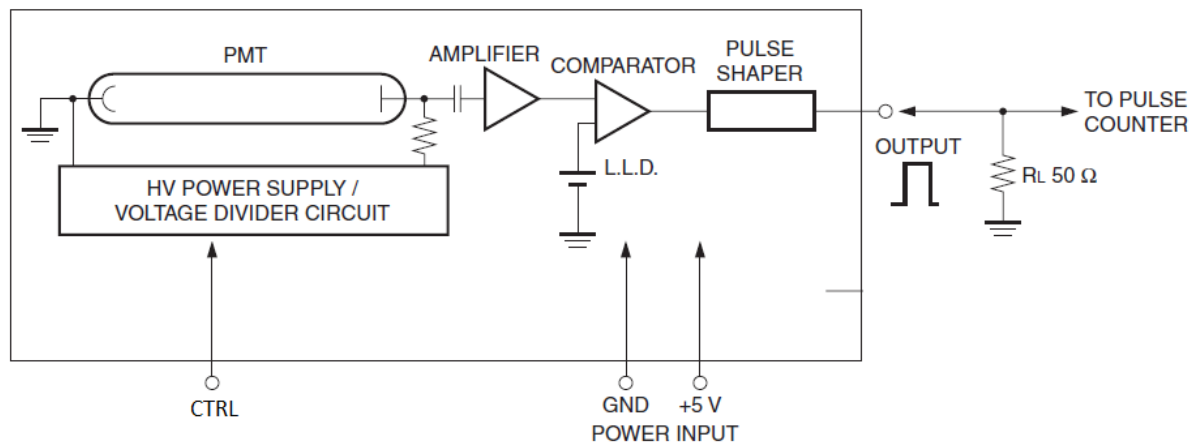 PMT
AMPLIFIER
COMPARATOR
PULSE
SHAPER
TO PULSE
COUNTER
OUTPUT
RL 50 Ω
L.L.D.
HV POWER SUPPLY /
VOLTAGE DIVIDER CIRCUIT
CTRL
GND +5 V
POWER INPUT